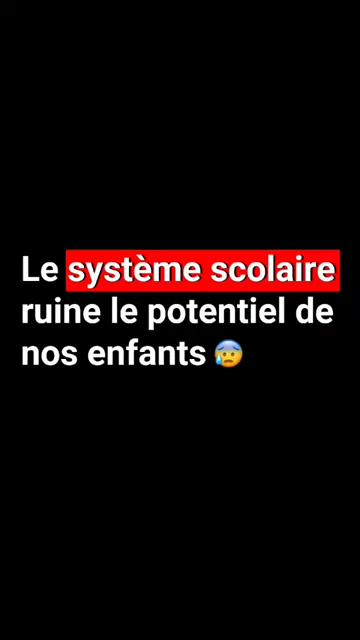 Le système scolaire
ruine le potentiel de
nos enfants 😰